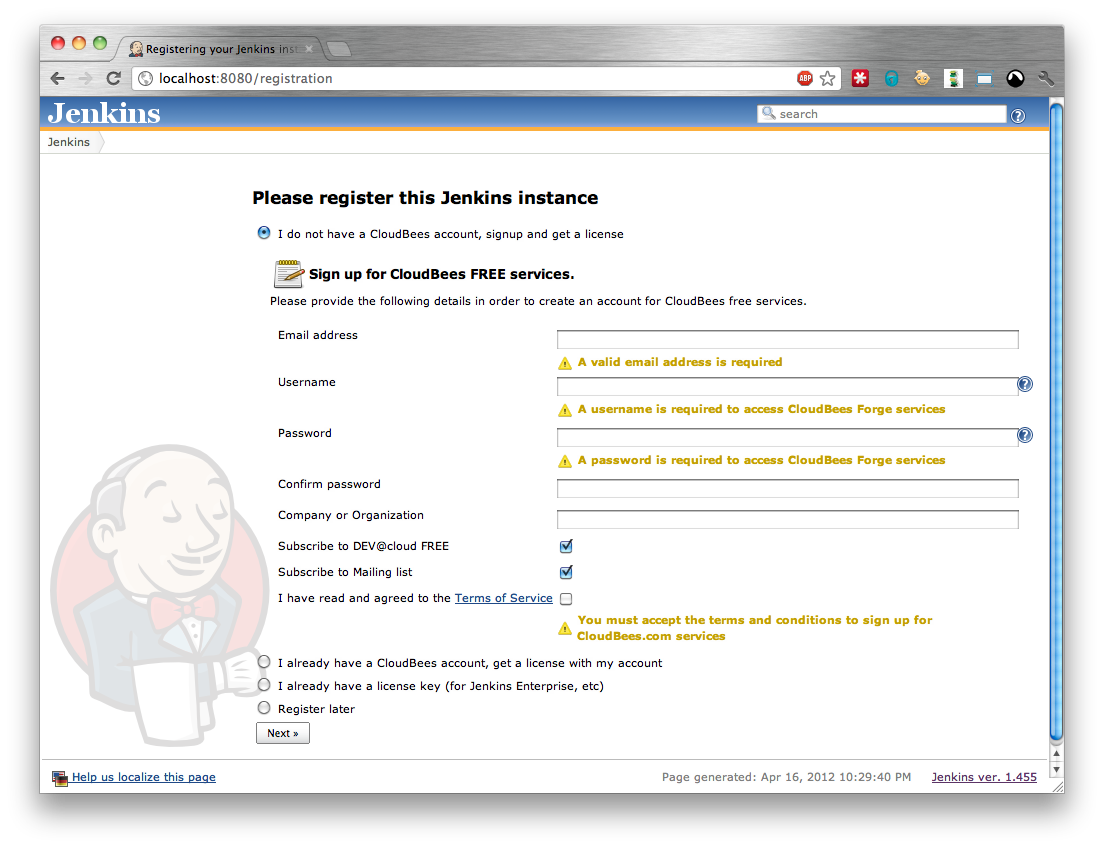 Registering your Jenkins inst
localhost:8080/registration
ABP
Jenkins
search
Jenkins
Please register this Jenkins instance
I do not have a CloudBees account, signup and get a license
Sign up for CloudBees FREE services.
Please provide the following details in order to create an account for CloudBees free services.
Email address
A valid email address is required
Username
A username is required to access CloudBees Forge services
Password
A password is required to access CloudBees Forge services
Confirm password
Company or Organization
Subscribe to DEV@cloud FREE
Subscribe to Mailing list
I have read and agreed to the Terms of Service
You must accept the terms and conditions to sign up for
CloudBees.com services
I already have a CloudBees account, get a license with my account
I already have a license key (for Jenkins Enterprise, etc)
Register later
Next »
Help us localize this page
Page generated: Apr 16, 2012 10:29:40 PM
Jenkins ver. 1.455